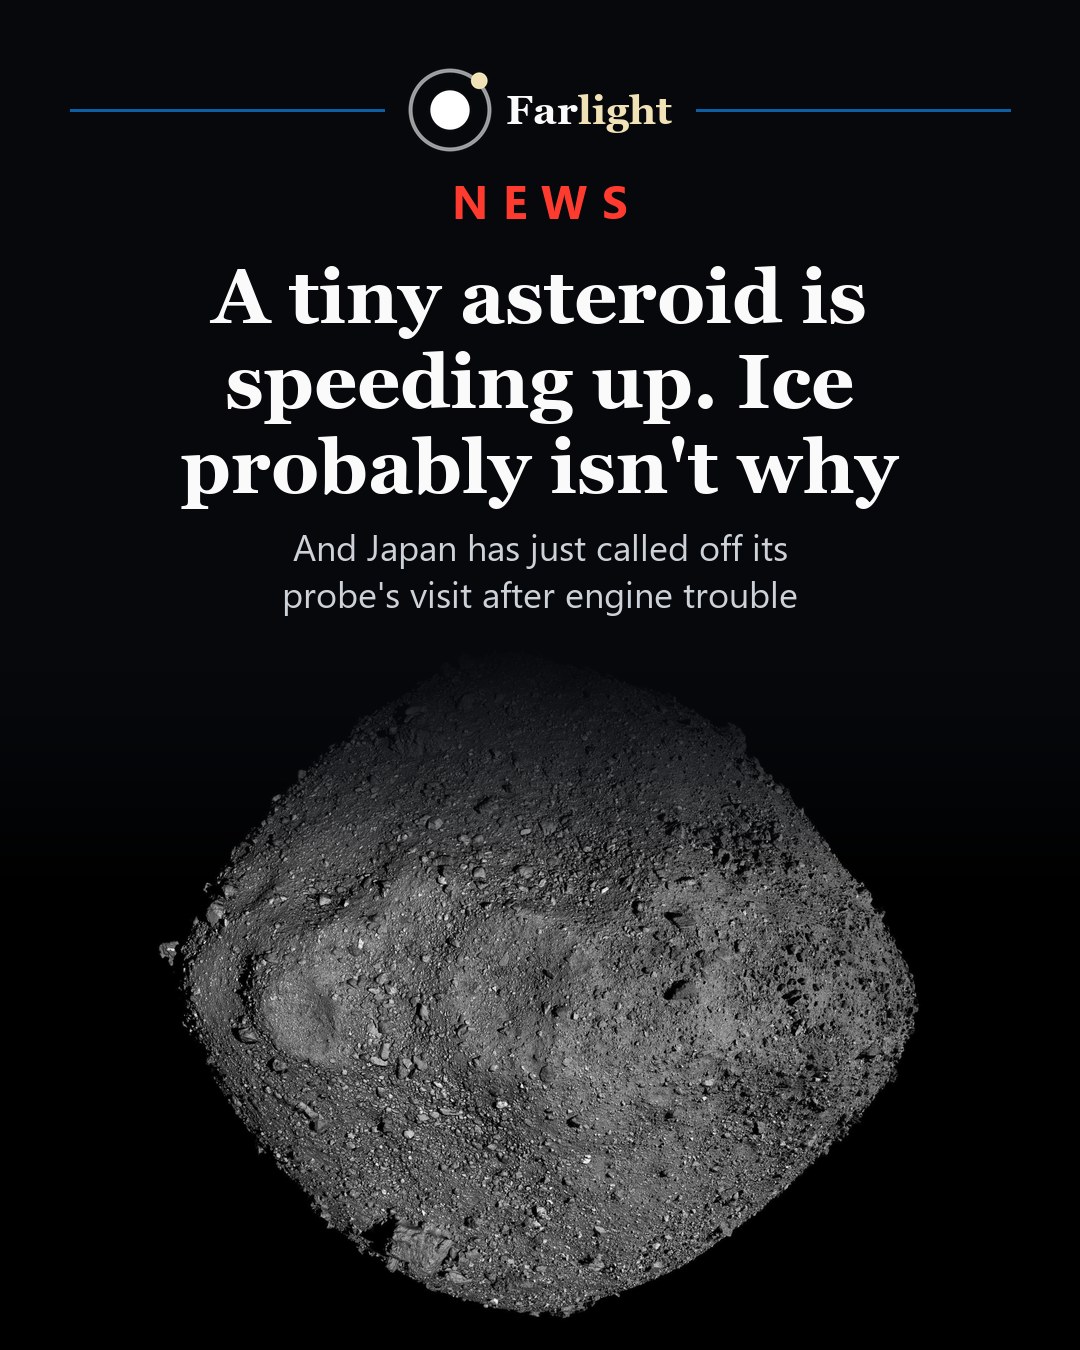 Farlight
NEWS
A tiny asteroid is
speeding up. Ice
probably isn't why
And Japan has just called off its
probe's visit after engine trouble